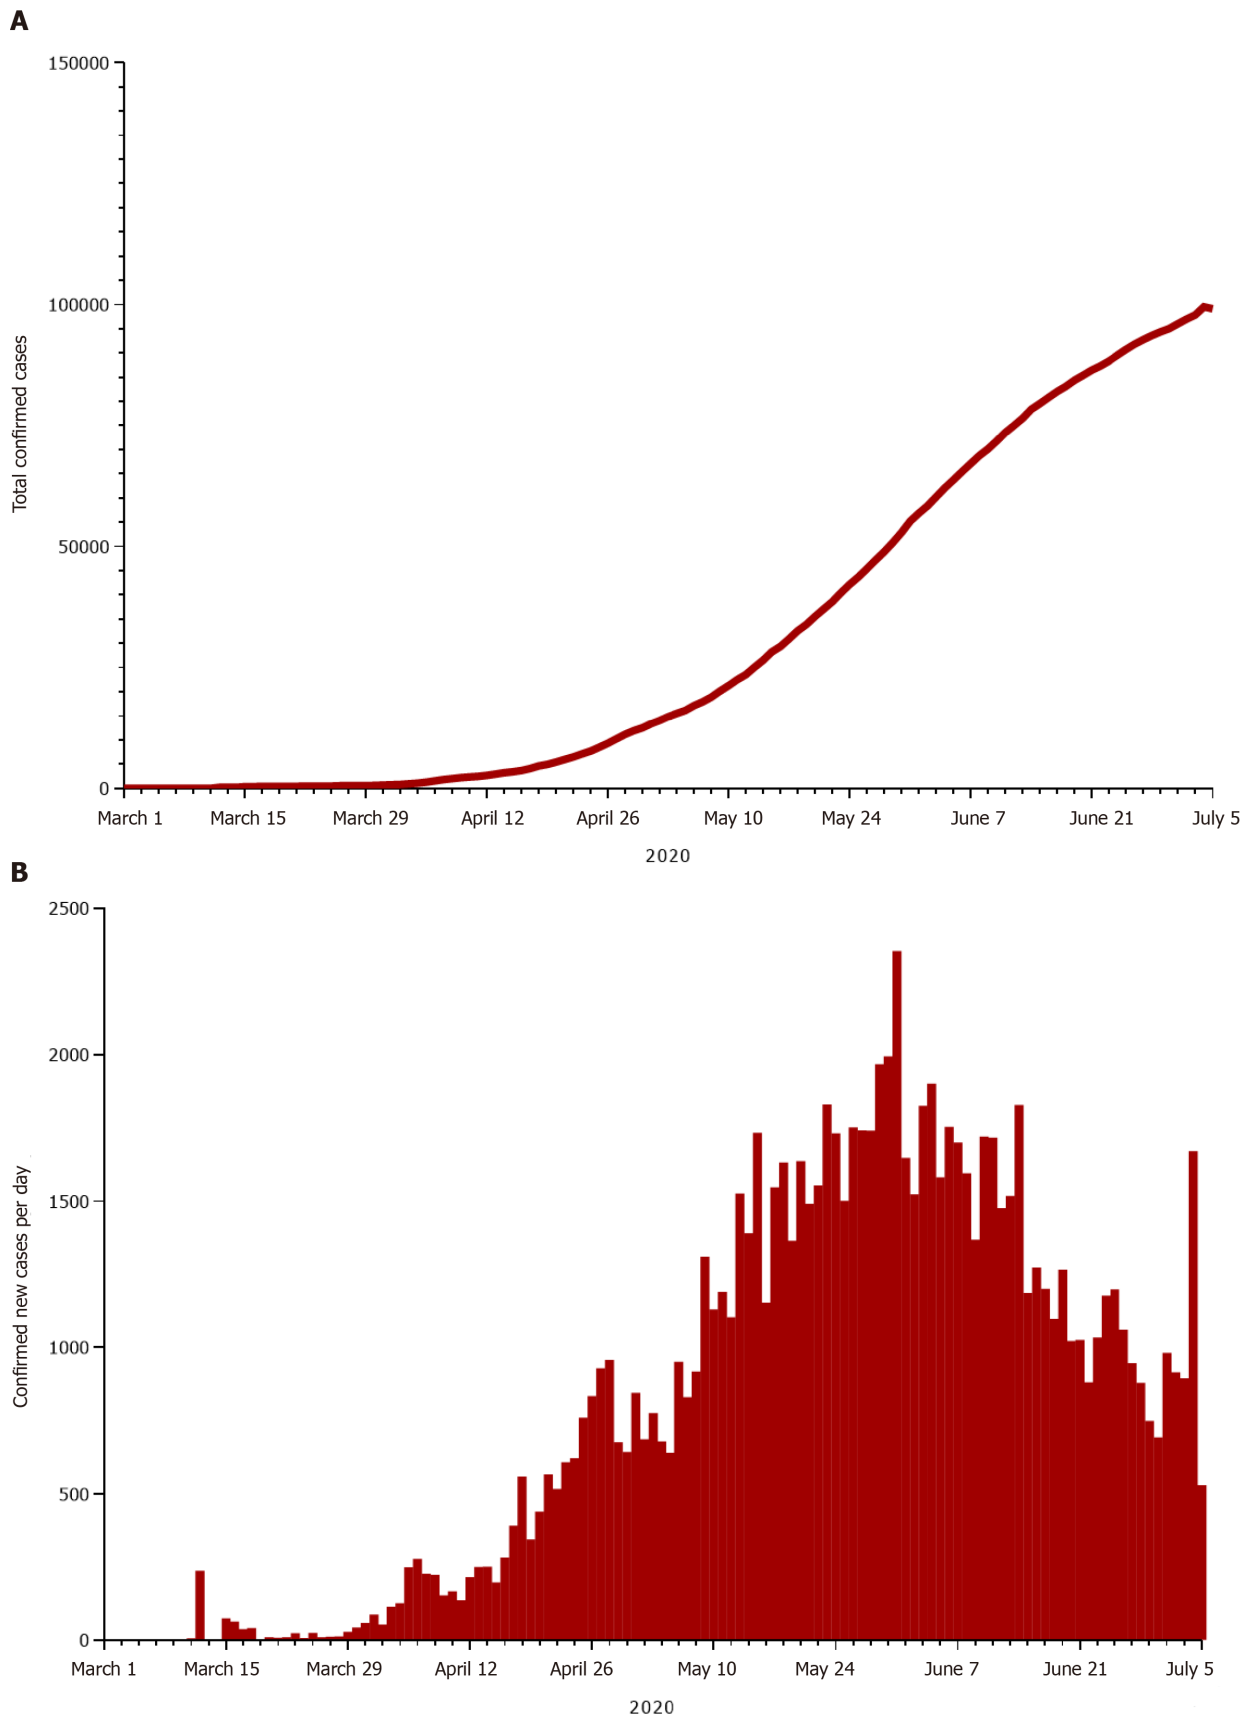 A
150000
100000
50000
0
Total confirmed cases
March 1 March 15 March 29 April 12 April 26 May 10 May 24 June 7 June 21 July 5
2020
B
2500
2000
1500
1000
500
0
Confirmed new cases per day
March 1 March 15 March 29 April 12 April 26 May 10 May 24 June 7 June 21 July 5
2020